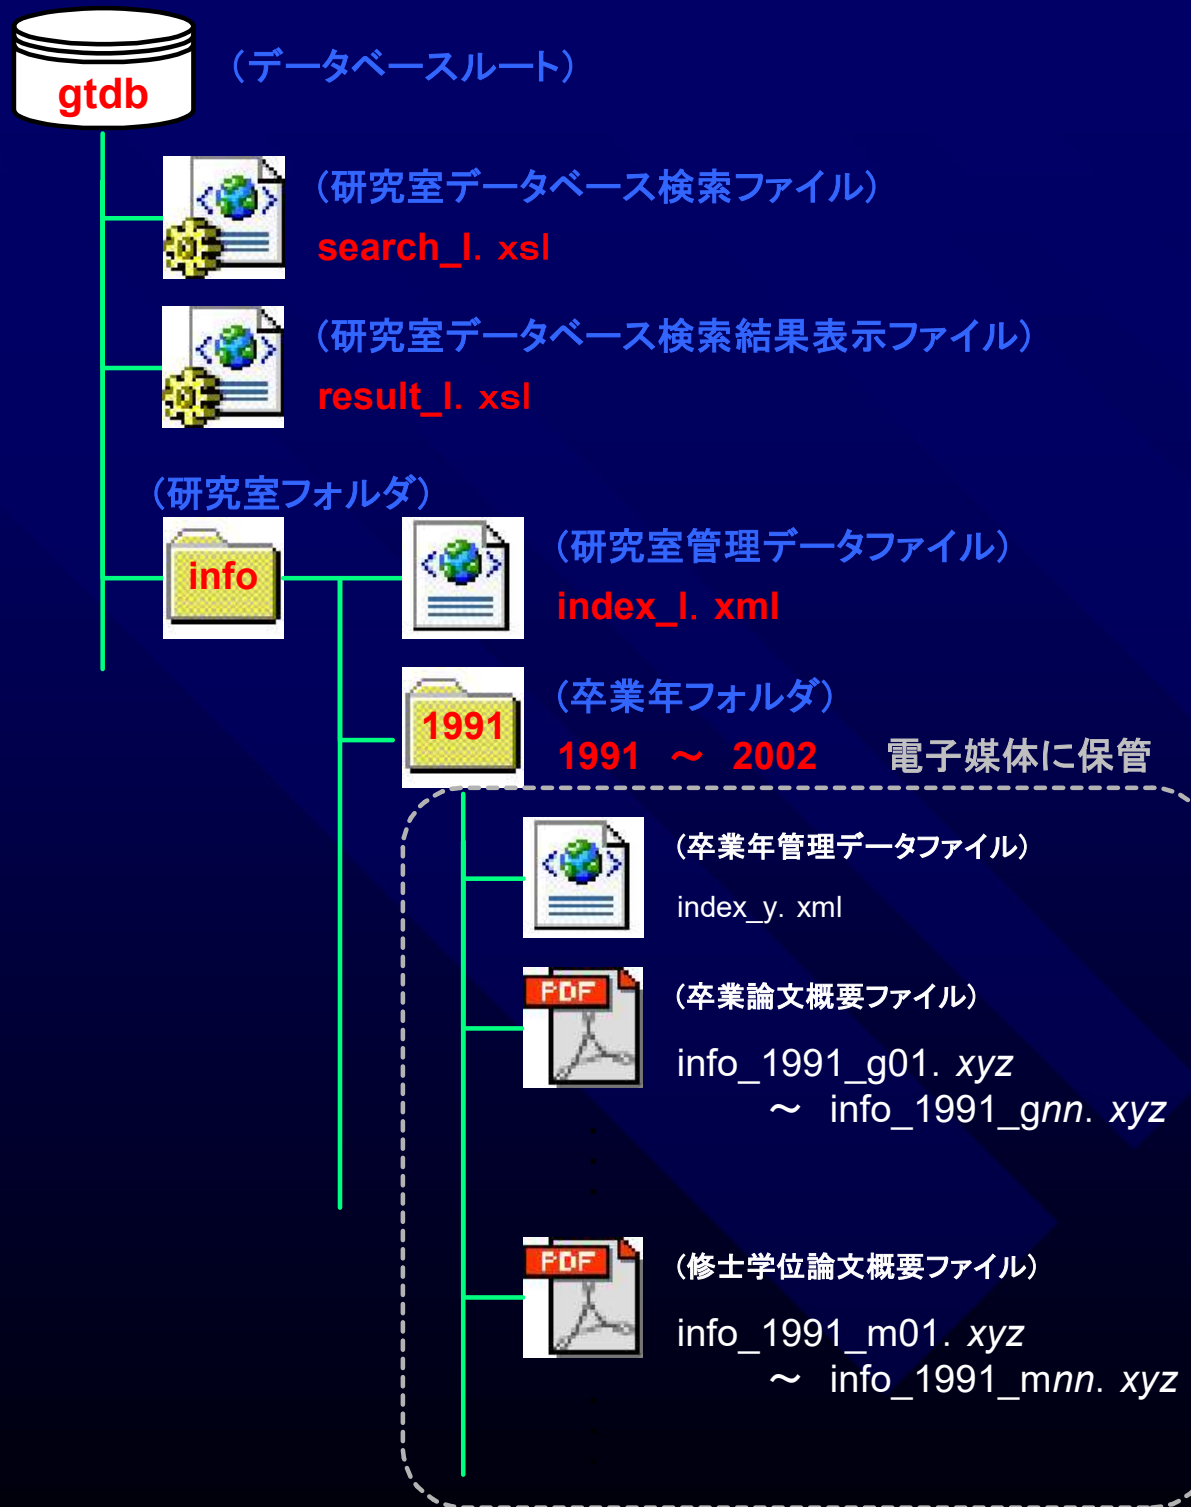 gtdb
（データベースルート）
（研究室データベース検索ファイル）
search_l．xsl
（研究室データベース検索結果表示ファイル）
result_l．xsl
（研究室フォルダ）
info
（研究室管理データファイル）
index_l．xml
1991
（卒業年フォルダ）
1991　～　2002
電子媒体に保管
（卒業年管理データファイル）
index_y．xml
PDF
（卒業論文概要ファイル）
info_1991_g01．xyz
～　info_1991_gnn．xyz
PDF
（修士学位論文概要ファイル）
info_1991_m01．xyz
～　info_1991_mnn．xyz